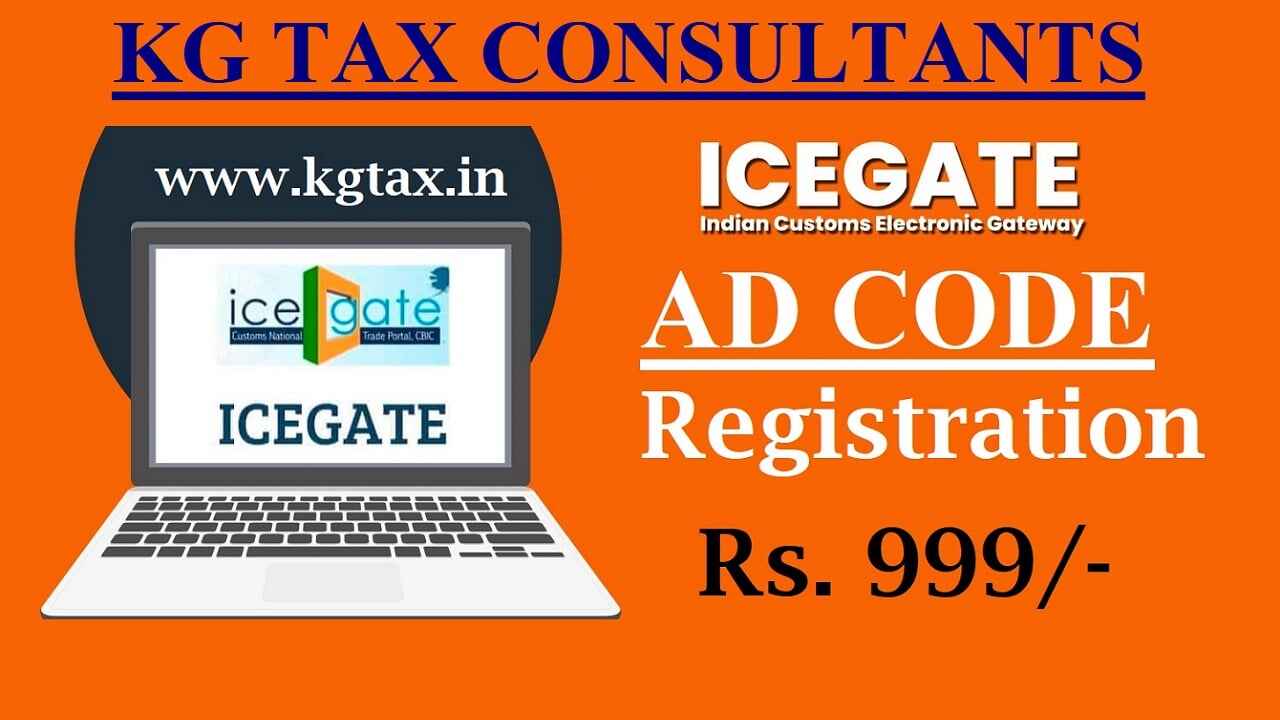 KG TAX CONSULTANTS
www.kgtax.in
icegate
Customs National Trade Portal, CBIC
ICEGATE
ICEGATE
Indian Customs Electronic Gateway
AD CODE
Registration
Rs. 999/-